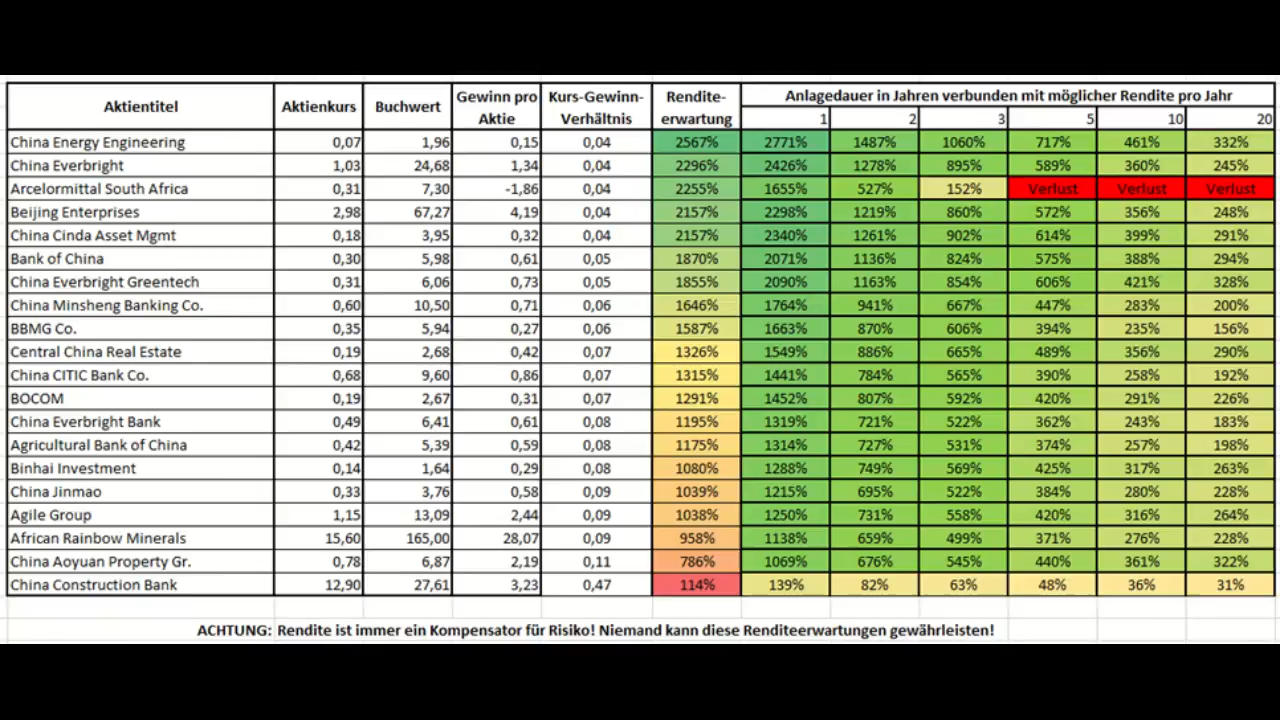 Aktientitel Aktienkurs Buchwert Gewinn pro Aktie Kurs-Gewinn-Verhältnis Rendite-erwartung Anlagedauer in Jahren verbunden mit möglicher Rendite pro Jahr
1 2 3 5 10 20
China Energy Engineering 0,07 1,96 0,15 0,04 2567% 2771% 1487% 1060% 717% 461% 332%
China Everbright 1,03 24,68 1,34 0,04 2296% 2426% 1278% 895% 589% 360% 245%
Arcelormittal South Africa 0,31 7,30 -1,86 0,04 2255% 1655% 527% 152% Verlust Verlust Verlust
Beijing Enterprises 2,98 67,27 4,19 0,04 2157% 2298% 1219% 860% 572% 356% 248%
China Cinda Asset Mgmt 0,18 3,95 0,32 0,04 2157% 2340% 1261% 902% 614% 399% 291%
Bank of China 0,30 5,98 0,61 0,05 1870% 2071% 1136% 824% 575% 388% 294%
China Everbright Greentech 0,31 6,06 0,73 0,05 1855% 2090% 1163% 854% 606% 421% 328%
China Minsheng Banking Co. 0,60 10,50 0,71 0,06 1646% 1764% 941% 667% 447% 283% 200%
BBMG Co. 0,35 5,94 0,27 0,06 1587% 1663% 870% 606% 394% 235% 156%
Central China Real Estate 0,19 2,68 0,42 0,07 1326% 1549% 886% 665% 489% 356% 290%
China CITIC Bank Co. 0,68 9,60 0,86 0,07 1315% 1441% 784% 565% 390% 258% 192%
BOCOM 0,19 2,67 0,31 0,07 1291% 1452% 807% 592% 420% 291% 226%
China Everbright Bank 0,49 6,41 0,61 0,08 1195% 1319% 721% 522% 362% 243% 183%
Agricultural Bank of China 0,42 5,39 0,59 0,08 1175% 1314% 727% 531% 374% 257% 198%
Binhai Investment 0,14 1,64 0,29 0,08 1080% 1288% 749% 569% 425% 317% 263%
China Jinmao 0,33 3,76 0,58 0,09 1039% 1215% 695% 522% 384% 280% 228%
Agile Group 1,15 13,09 2,44 0,09 1038% 1250% 731% 558% 420% 316% 264%
African Rainbow Minerals 15,60 165,00 28,07 0,09 958% 1138% 659% 499% 371% 276% 228%
China Aoyuan Property Gr. 0,78 6,87 2,19 0,11 786% 1069% 676% 545% 440% 361% 322%
China Construction Bank 12,90 27,61 3,23 0,47 114% 139% 82% 63% 48% 36% 31%
ACHTUNG: Rendite ist immer ein Kompensator für Risiko! Niemand kann diese Renditeerwartungen gewährleisten!